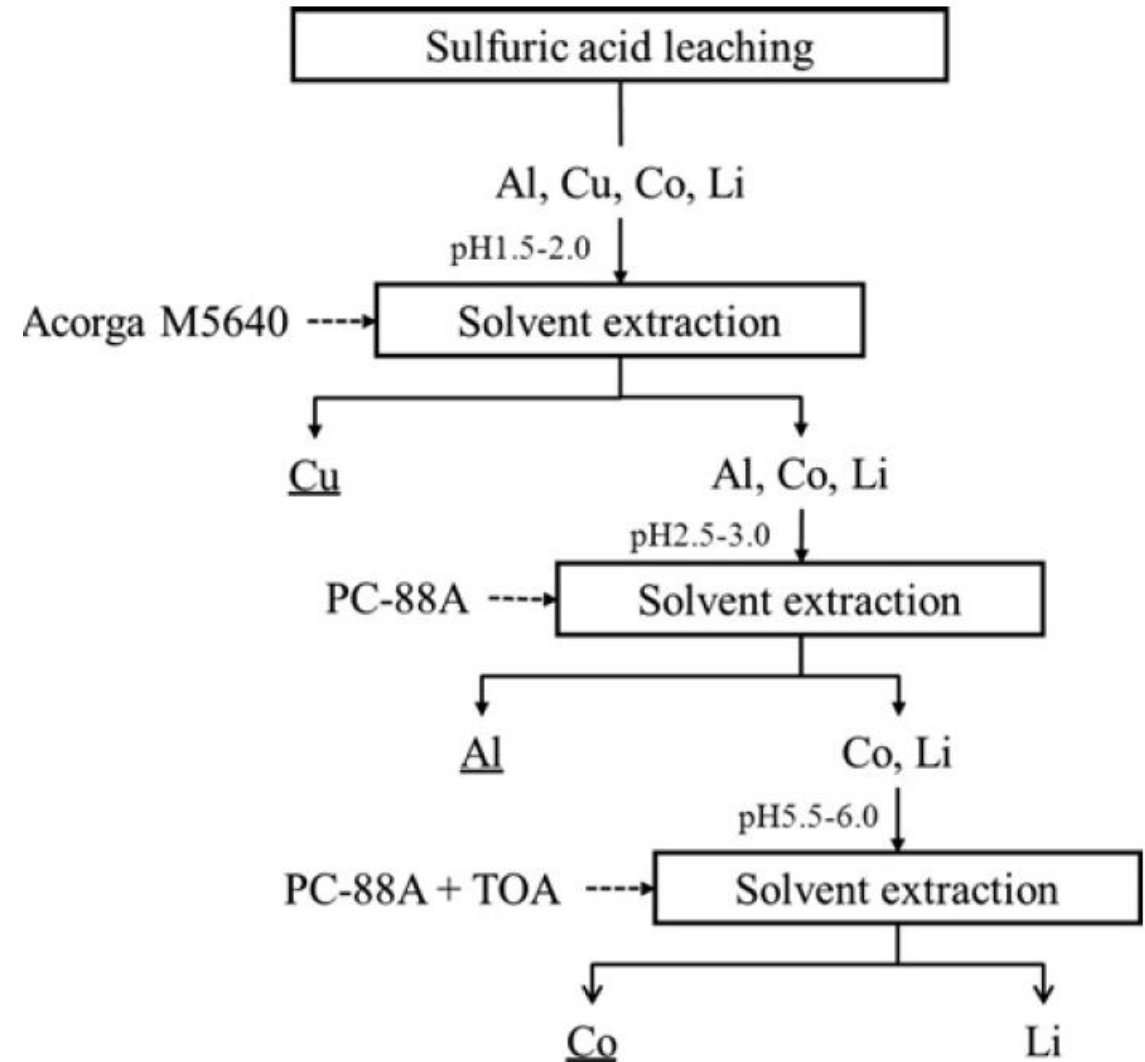 Sulfuric acid leaching
Al, Cu, Co, Li
pH1.5-2.0
Acorga M5640
Solvent extraction
Cu
Al, Co, Li
pH2.5-3.0
PC-88A
Solvent extraction
Al
Co, Li
pH5.5-6.0
PC-88A + TOA
Solvent extraction
Co
Li